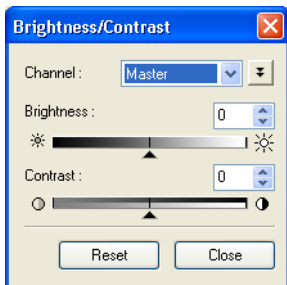 Brightness/Contrast
Channel : Master
Brightness : 0
Contrast : 0
Reset Close